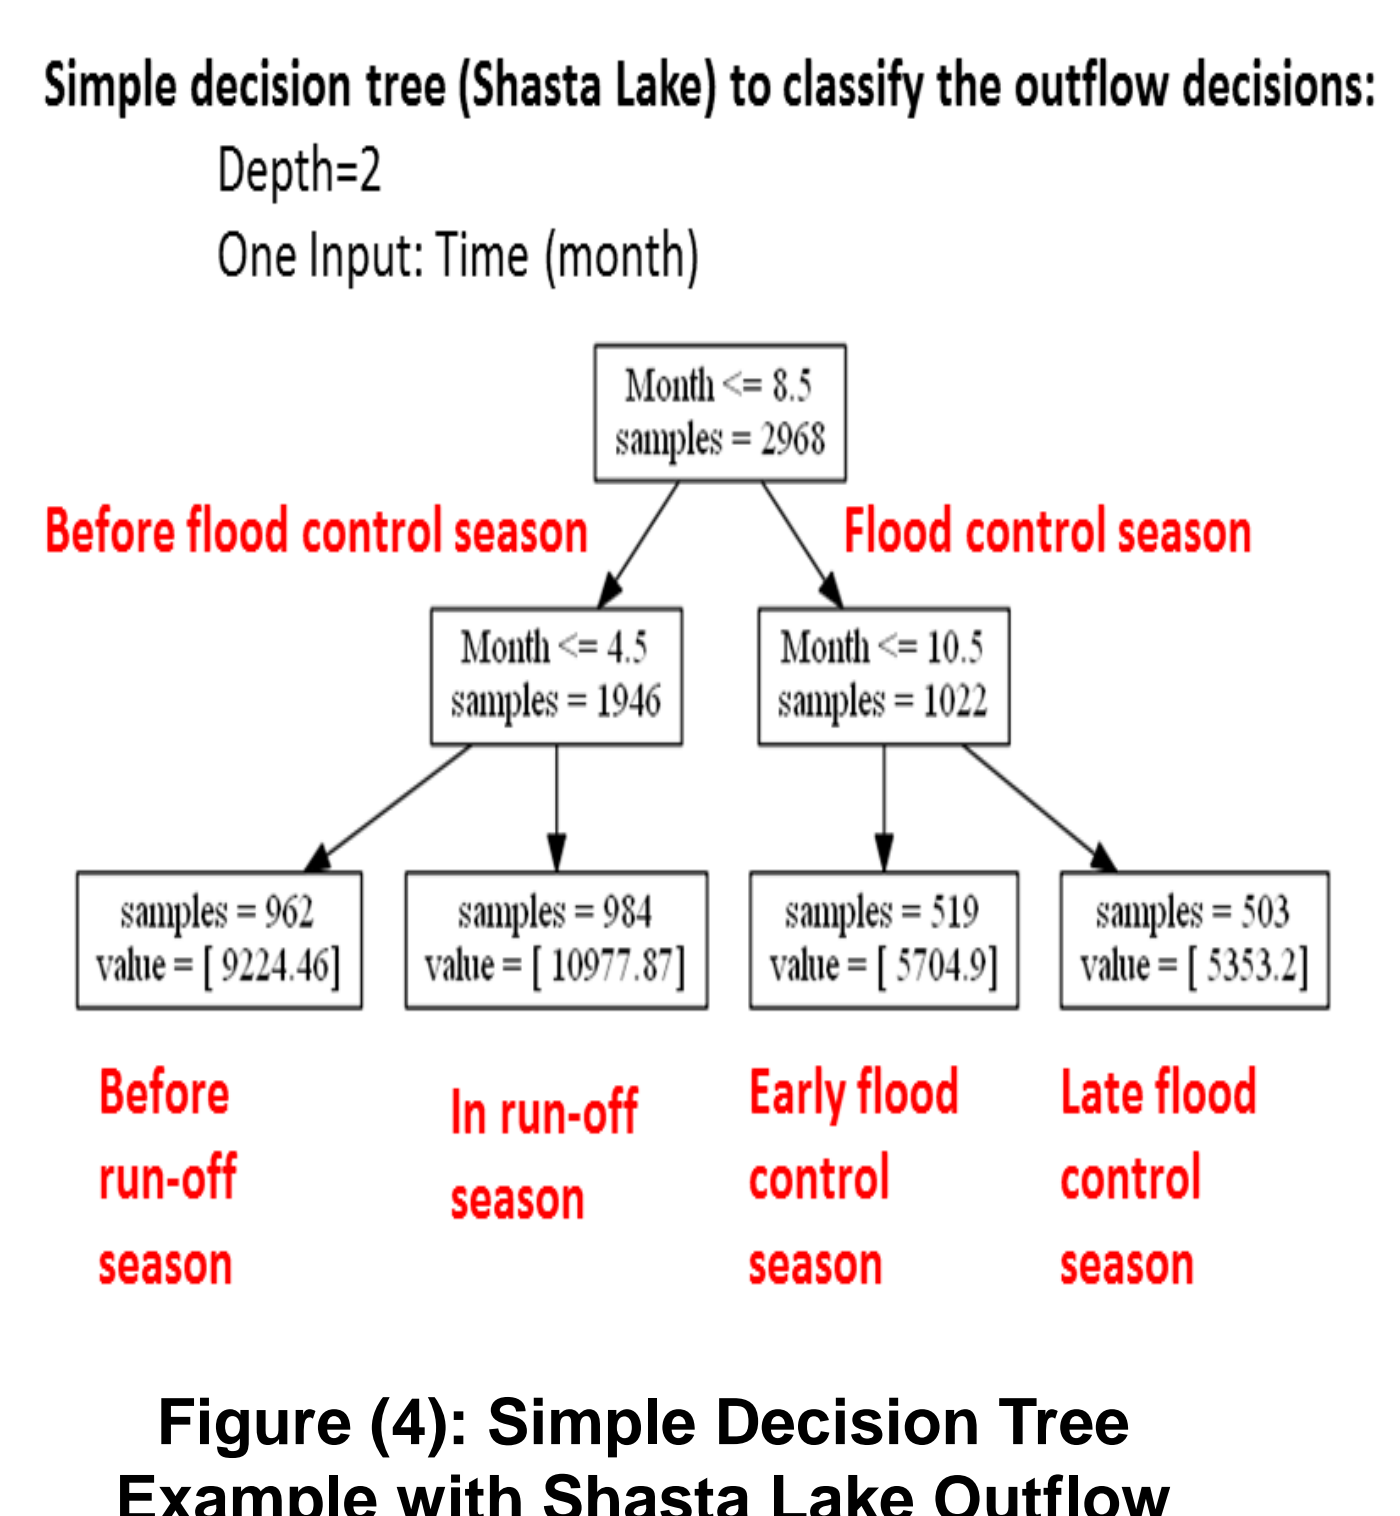 Simple decision tree (Shasta Lake) to classify the outflow decisions:
Depth=2
One Input: Time (month)
Month <= 8.5
samples = 2968
Before flood control season
Flood control season
Month <= 4.5
samples = 1946
Month <= 10.5
samples = 1022
samples = 962
value = [ 9224.46]
samples = 984
value = [ 10977.87]
samples = 519
value = [ 5704.9]
samples = 503
value = [ 5353.2]
Before
run-off
season
In run-off
season
Early flood
control
season
Late flood
control
season
Figure (4): Simple Decision Tree
Example with Shasta Lake Outflow